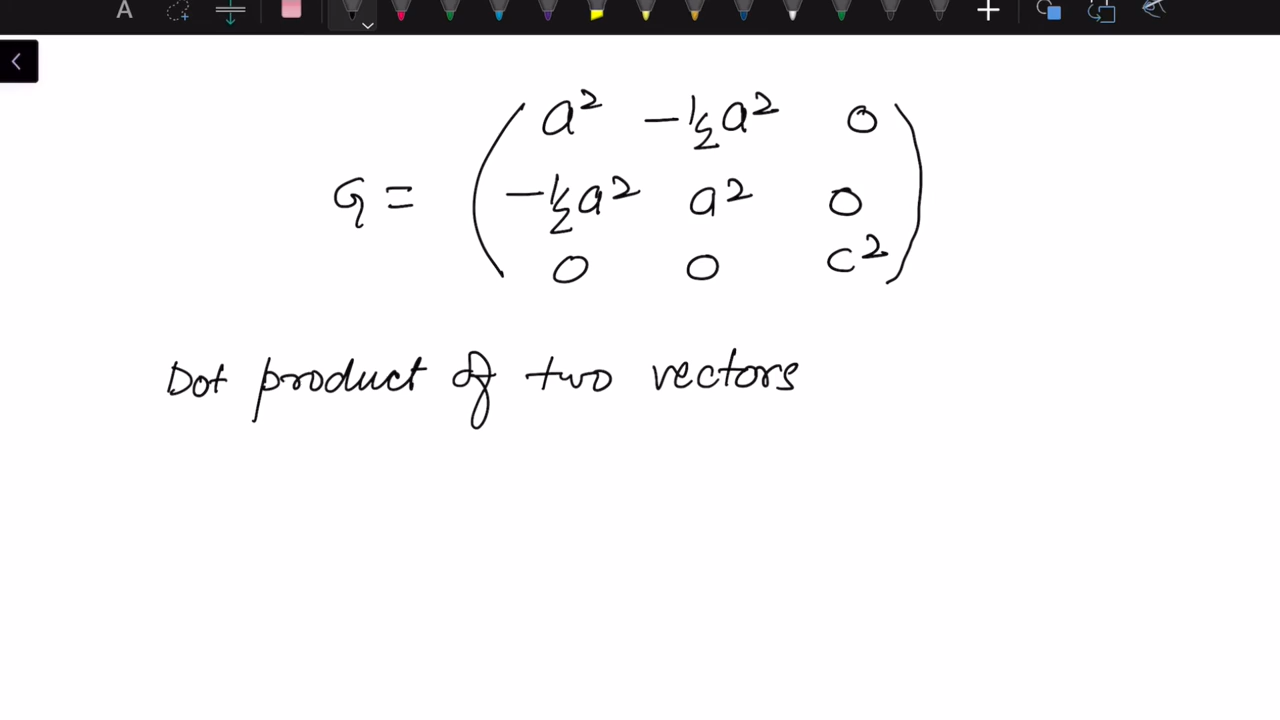 a² -½a² 0
G = -½a² a² 0
0 0 c²
Dot product of two vectors